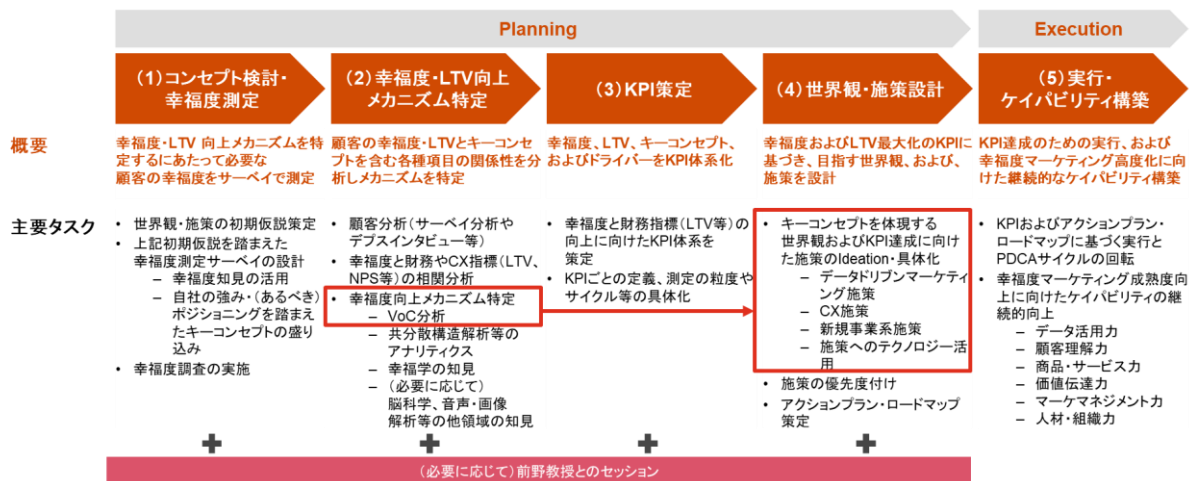 Planning
Execution
(1)コンセプト検討・
幸福度測定
(2)幸福度・LTV向上
メカニズム特定
(3)KPI策定
(4)世界観・施策設計
(5)実行・
ケイパビリティ構築
概要
幸福度・LTV 向上メカニズムを特
定するにあたって必要な
顧客の幸福度をサーベイで測定
顧客の幸福・LTVとキーコンセ
プトを含む各種項目の関係性を分
析しメカニズムを特定
幸福度、LTV、キーコンセプト、
およびドライバーをKPI体系化
幸福度およびLTV最大化のKPIに
基づき、目指す世界観、および、
施策を設計
KPI達成のための実行、および
幸福度マーケティング高度化に向
けた継続的なケイパビリティ構築
主要タスク
• 世界観・施策の初期仮説策定
• 上記初期仮説を踏まえた
幸福度測定サーベイの設計
– 幸福度知見の活用
– 自社の強み・(あるべき)
ポジショニングを踏まえ
たキーコンセプトの盛り
込み
• 幸福度調査の実施
• 顧客分析(サーベイ分析や
デプスインタビュー等)
• 幸福度と財務やCX指標(LTV、
NPS等)の相関分析
• 幸福度向上メカニズム特定
– VoC分析
– 共分散構造解析等の
アナリティクス
– 幸福学の知見
– (必要に応じて)
脳科学、音声・画像
解析等の他領域の知見
• 幸福度と財務指標(LTV等)の
向上に向けたKPI体系を
策定
• KPIごとの定義、測定の粒度や
サイクル等の具体化
• キーコンセプトを体現する
世界観およびKPI達成に向け
た施策のIdeation・具体化
– データドリブンマーケティ
ング施策
– CX施策
– 新規事業系施策
– 施策へのテクノロジー活
用
• 施策の優先度付け
• アクションプラン・ロードマップ
策定
• KPIおよびアクションプラン・
ロードマップに基づく実行と
PDCAサイクルの回転
• 幸福度マーケティング成熟度向
上に向けたケイパビリティの継
続的向上
– データ活用力
– 顧客理解力
– 商品・サービス力
– 価値伝達力
– マーケマネジメント力
– 人材・組織力
(必要に応じて)前野教授とのセッション